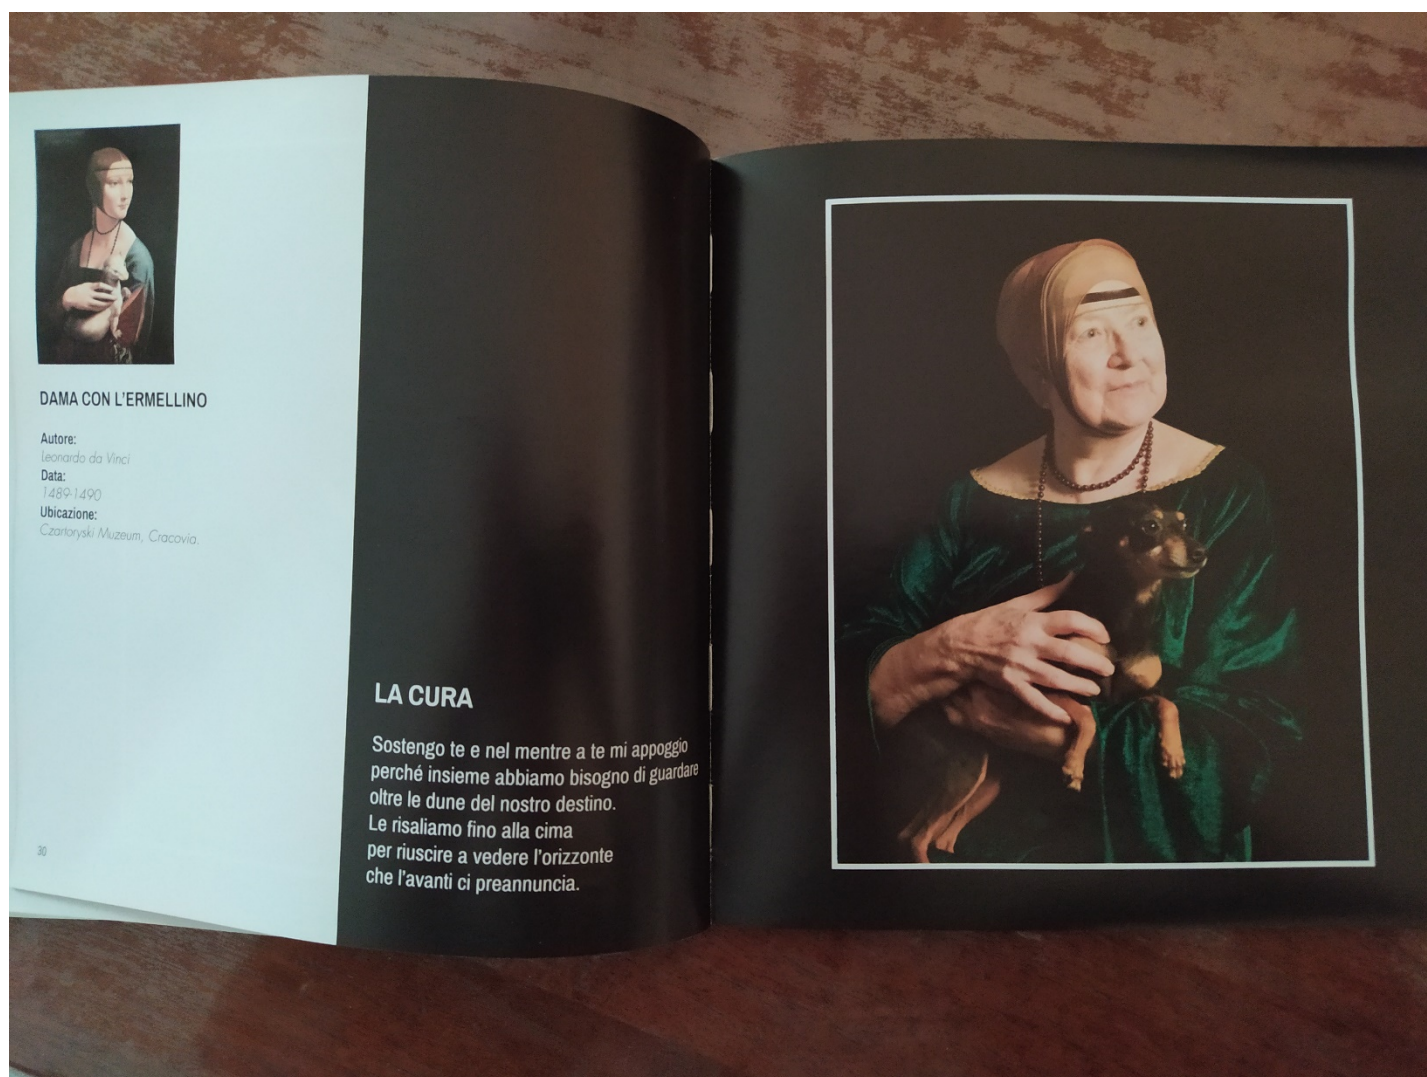 DAMA CON L'ERMELLINO
Autore:
Leonardo da Vinci
Data:
1489-1490
Ubicazione:
Czartoryski Muzeum, Cracovia.
30
LA CURA
Sostengo te e nel mentre a te mi appoggio
perché insieme abbiamo bisogno di guardare
oltre le dune del nostro destino.
Le risaliamo fino alla cima
per riuscire a vedere l'orizzonte
che l'avanti ci preannuncia.